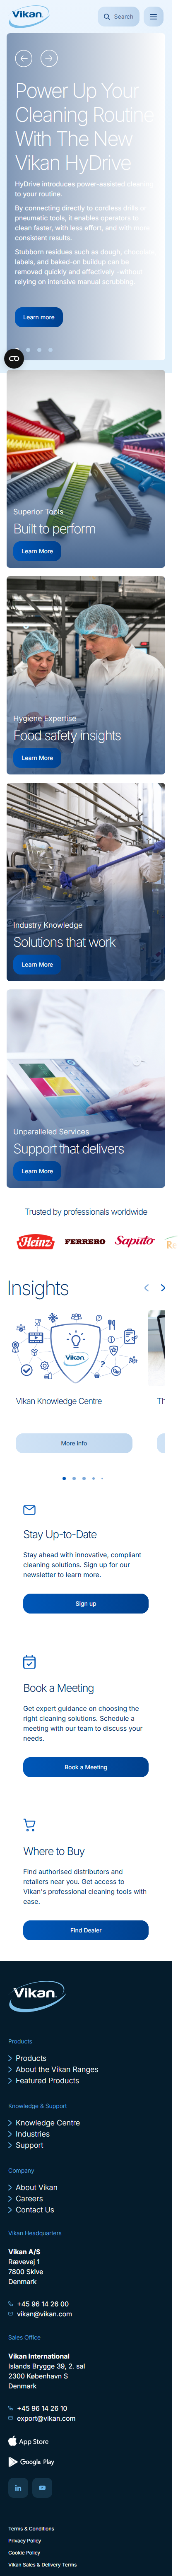 Vikan
Search
Power Up Your
Cleaning Routine
With The New
Vikan HyDrive
HyDrive introduces power-assisted cleaning
to your routine.
By connecting directly to cordless drills or
pneumatic tools, it enables operators to
clean faster, with less effort, and with more
consistent results.
Stubborn residues such as dough, chocolate,
labels, and baked-on buildup can be
removed quickly and effectively -without
relying on intensive manual scrubbing.
Learn more
Superior Tools
Built to perform
Learn More
Hygiene Expertise
Food safety insights
Learn More
Industry Knowledge
Solutions that work
Learn More
Unparalleled Services
Support that delivers
Learn More
Trusted by professionals worldwide
Heinz FERRERO Saputo
Insights
Vikan
Vikan Knowledge Centre Th
More info
Stay Up-to-Date
Stay ahead with innovative, compliant
cleaning solutions. Sign up for our
newsletter to learn more.
Sign up
Book a Meeting
Get expert guidance on choosing the
right cleaning solutions. Schedule a
meeting with our team to discuss your
needs.
Book a Meeting
Where to Buy
Find authorised distributors and
retailers near you. Get access to
Vikan's professional cleaning tools with
ease.
Find Dealer
Vikan
Products
Products
About the Vikan Ranges
Featured Products
Knowledge & Support
Knowledge Centre
Industries
Support
Company
About Vikan
Careers
Contact Us
Vikan Headquarters
Vikan A/S
Rævevej 1
7800 Skive
Denmark
+45 96 14 26 00
vikan@vikan.com
Sales Office
Vikan International
Islands Brygge 39, 2. sal
2300 København S
Denmark
+45 96 14 26 10
export@vikan.com
App Store
Google Play
Terms & Conditions
Privacy Policy
Cookie Policy
Vikan Sales & Delivery Terms